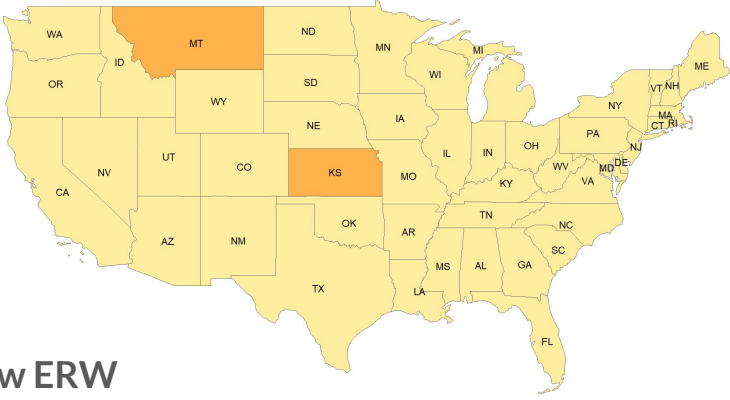 WA
MT
ND
MN
MI
ME
ID
OR
SD
WI
VT NH
WY
NY
MA
CT RI
IA
NE
PA
NV
UT
CO
KS
MO
IL
IN
OH
NJ
MD DE
WV
VA
KY
CA
AZ
NM
OK
AR
TN
NC
SC
TX
LA
MS
AL
GA
FL
w ERW